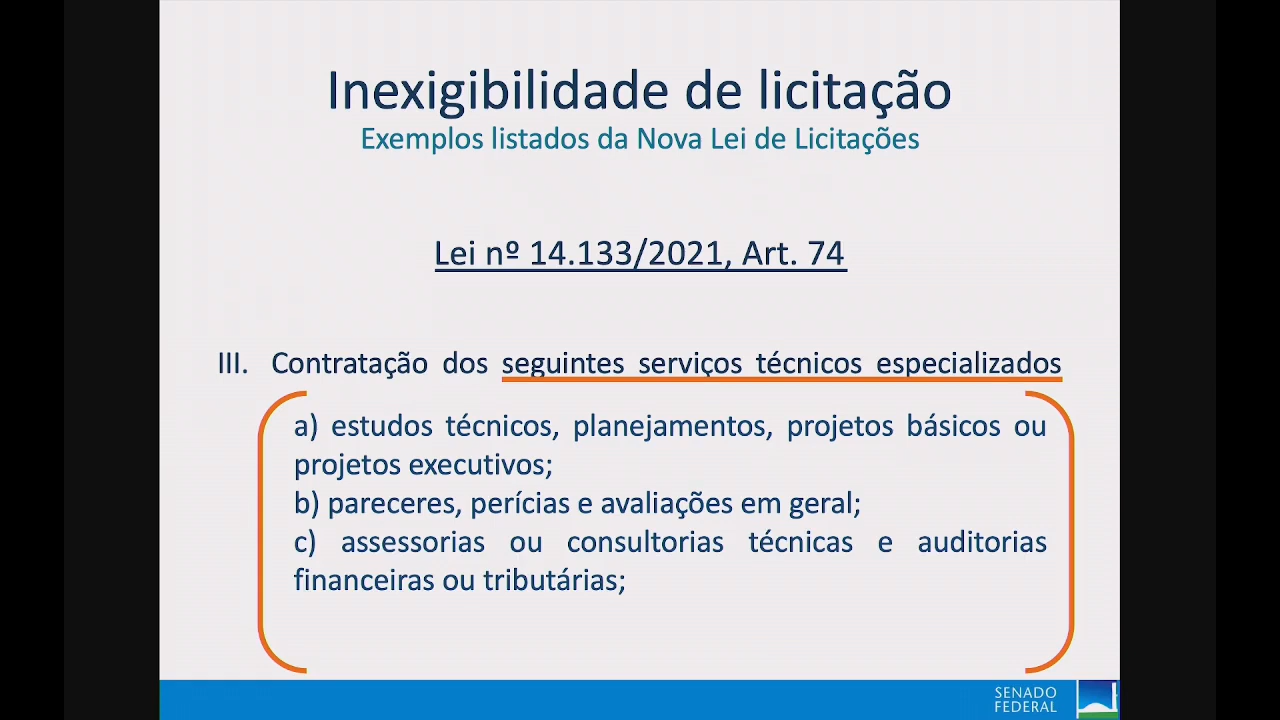 Inexigibilidade de licitação
Exemplos listados da Nova Lei de Licitações
Lei nº 14.133/2021, Art. 74
III. Contratação dos seguintes serviços técnicos especializados
a) estudos técnicos, planejamentos, projetos básicos ou
projetos executivos;
b) pareceres, perícias e avaliações em geral;
c) assessorias ou consultorias técnicas e auditorias
financeiras ou tributárias;
SENADO
FEDERAL